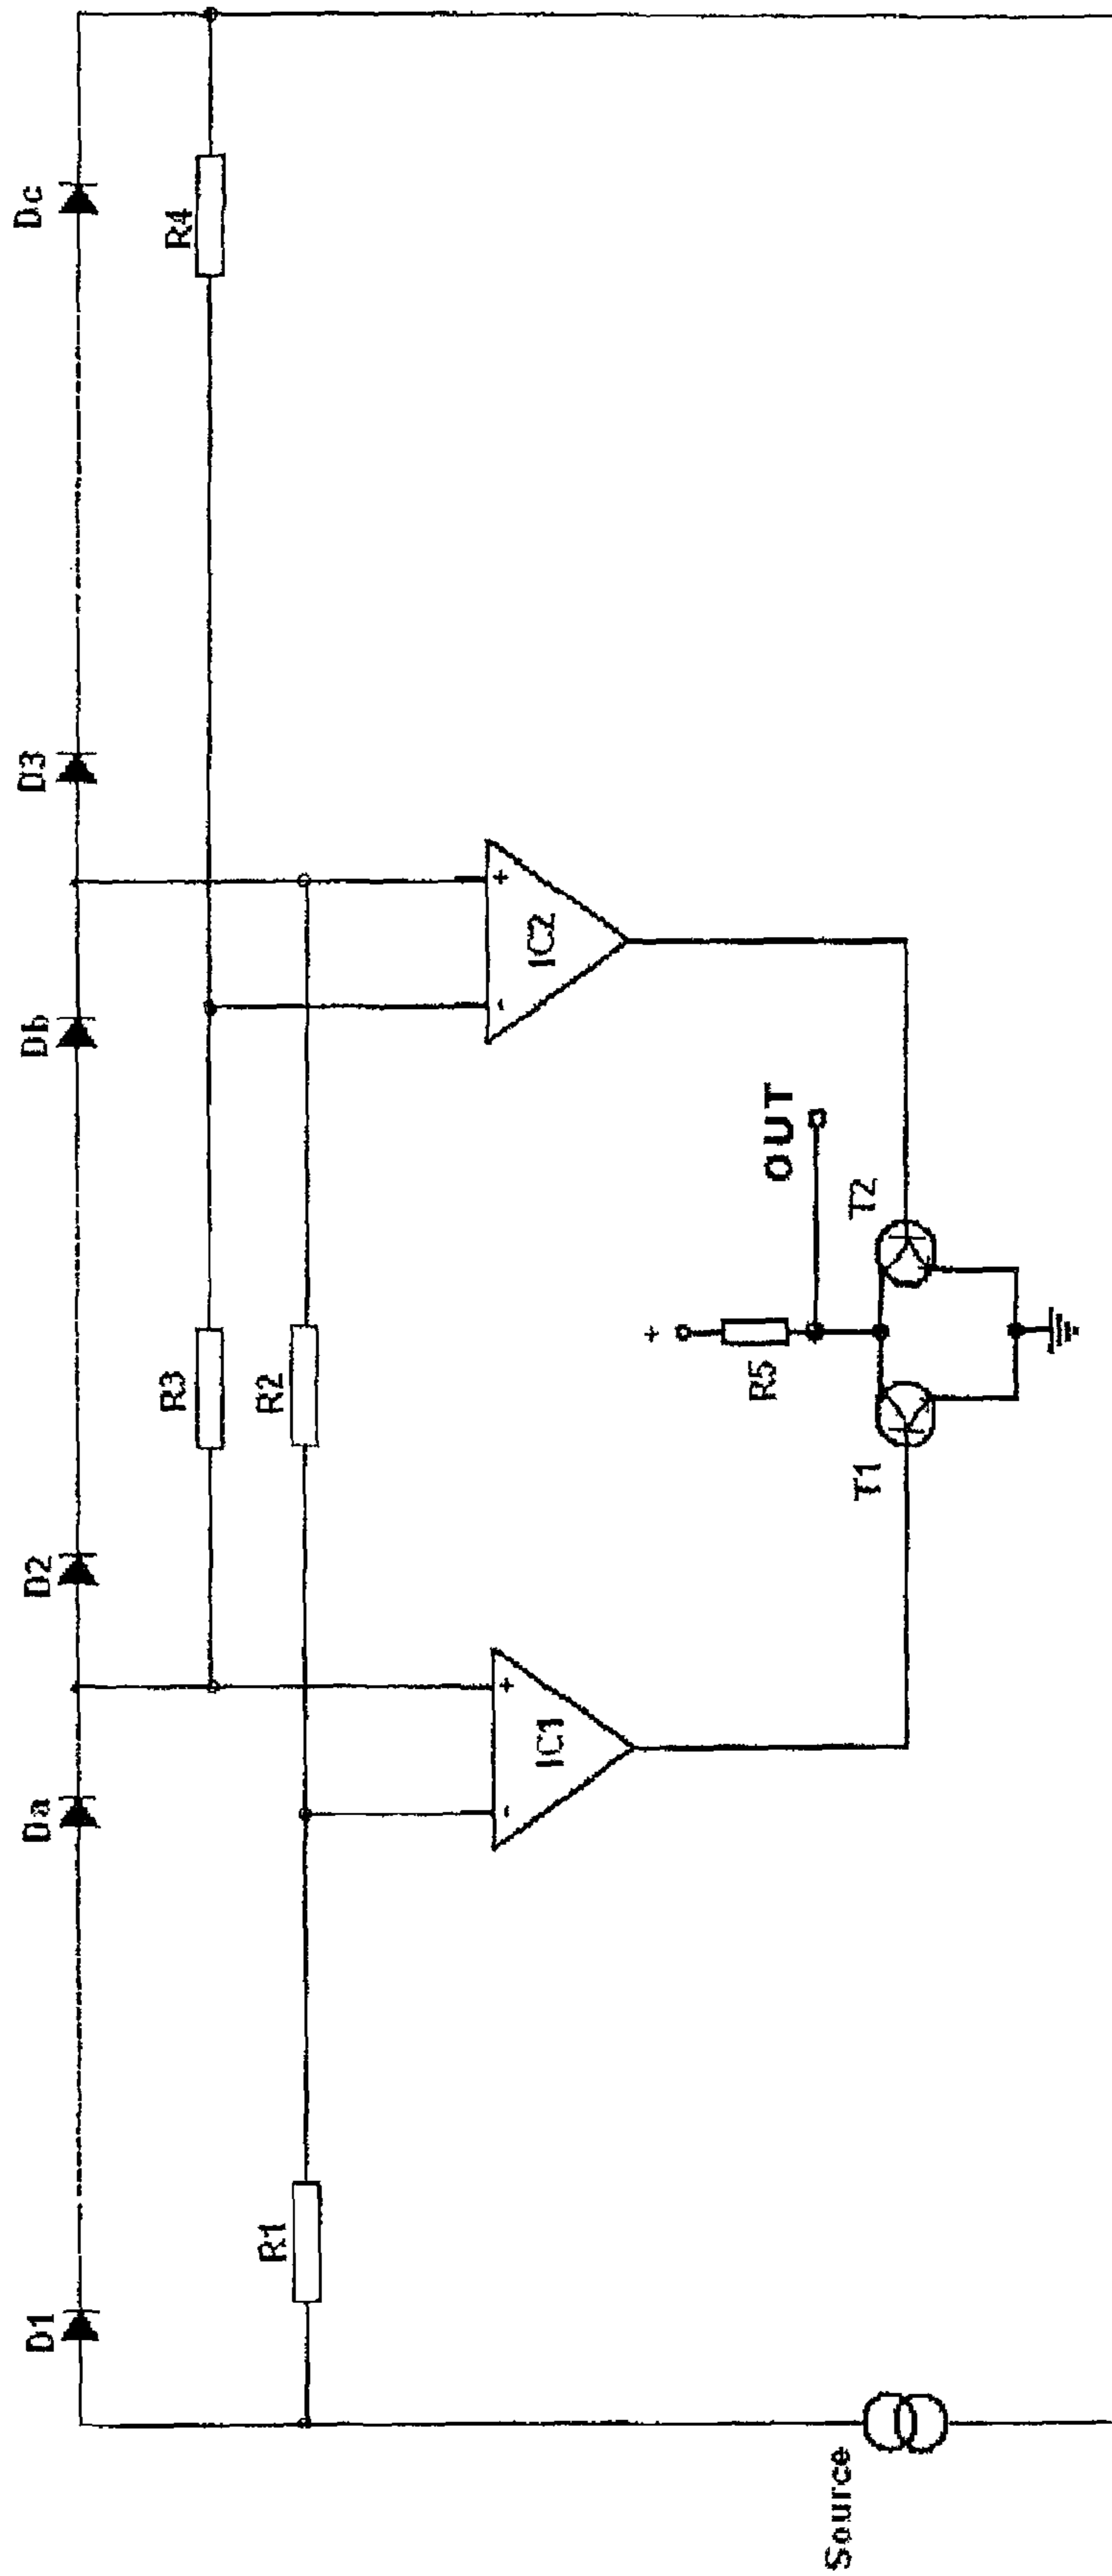 D1
Da
D2
Db
D3
Dc
R4
R3
R2
R1
-
+
IC1
-
+
IC2
+
R5
OUT
T1
T2
Source